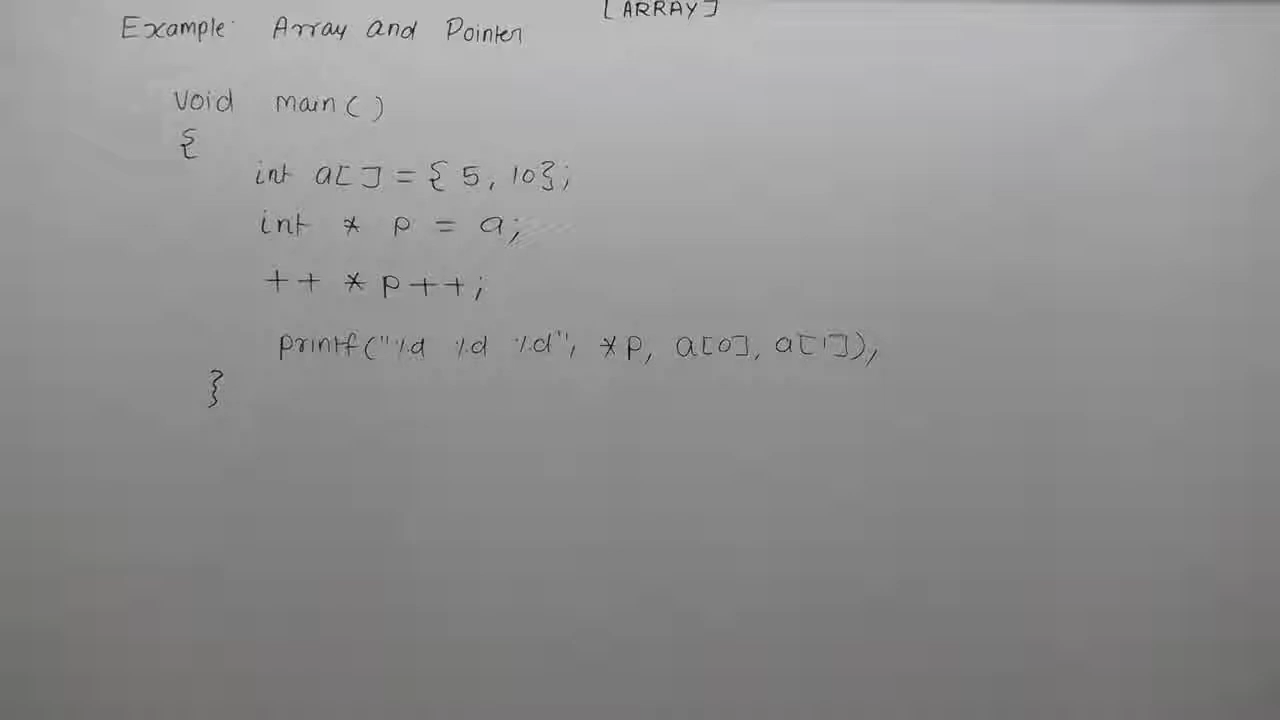 [ARRAY]
Example: Array and Pointer
void main()
{
int a[] = { 5, 10};
int * p = a;
++ * p++;
printf("%d %d %d", *p, a[0], a[1]);
}